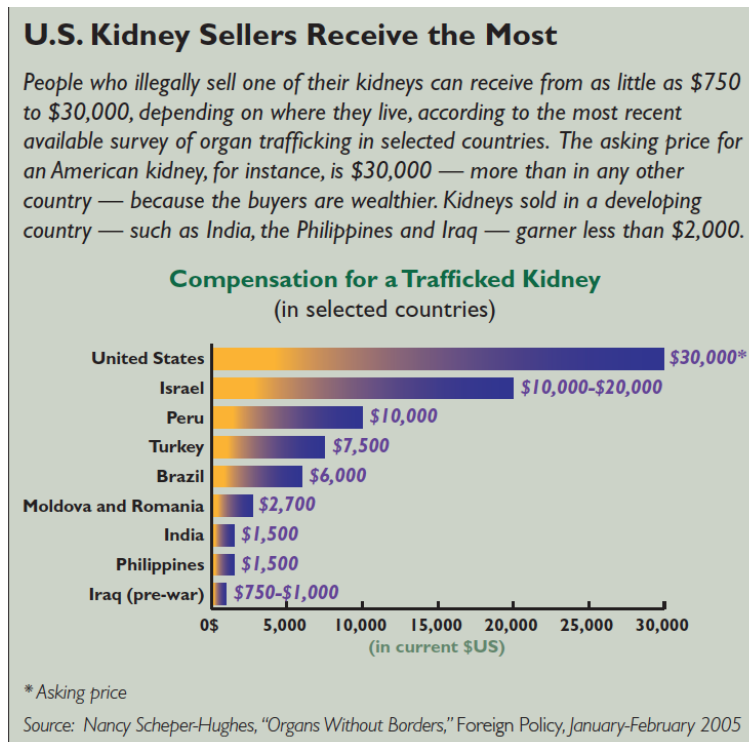 U.S. Kidney Sellers Receive the Most
People who illegally sell one of their kidneys can receive from as little as $750
to $30,000, depending on where they live, according to the most recent
available survey of organ trafficking in selected countries. The asking price for
an American kidney, for instance, is $30,000 — more than in any other
country — because the buyers are wealthier. Kidneys sold in a developing
country — such as India, the Philippines and Iraq — garner less than $2,000.
Compensation for a Trafficked Kidney
(in selected countries)
United States $30,000*
Israel $10,000-$20,000
Peru $10,000
Turkey $7,500
Brazil $6,000
Moldova and Romania $2,700
India $1,500
Philippines $1,500
Iraq (pre-war) $750-$1,000
0$ 5,000 10,000 15,000 20,000 25,000 30,000
(in current $US)
* Asking price
Source: Nancy Scheper-Hughes, “Organs Without Borders,” Foreign Policy, January-February 2005